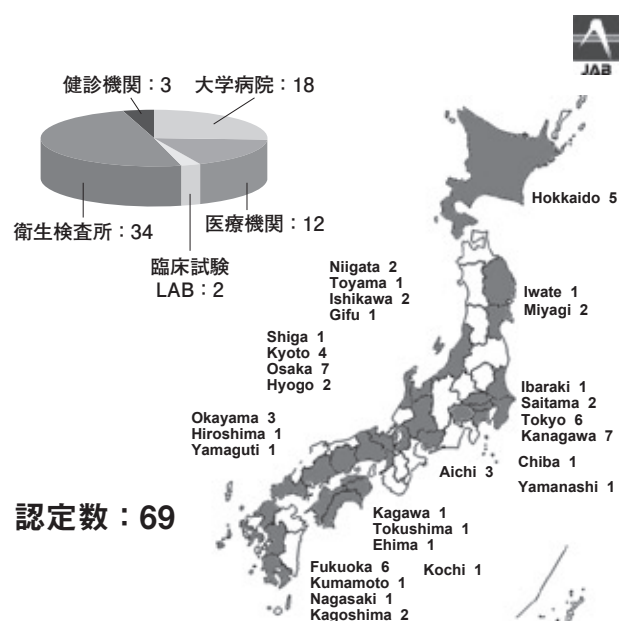 JAB
健診機関：3
大学病院：18
衛生検査所：34
医療機関：12
臨床試験
LAB：2
Hokkaido 5
Niigata 2
Toyama 1
Ishikawa 2
Gifu 1
Iwate 1
Miyagi 2
Shiga 1
Kyoto 4
Osaka 7
Hyogo 2
Ibaraki 1
Saitama 2
Tokyo 6
Kanagawa 7
Okayama 3
Hiroshima 1
Yamaguti 1
Aichi 3
Chiba 1
Yamanashi 1
認定数：69
Kagawa 1
Tokushima 1
Ehima 1
Fukuoka 6
Kumamoto 1
Nagasaki 1
Kagoshima 2
Kochi 1